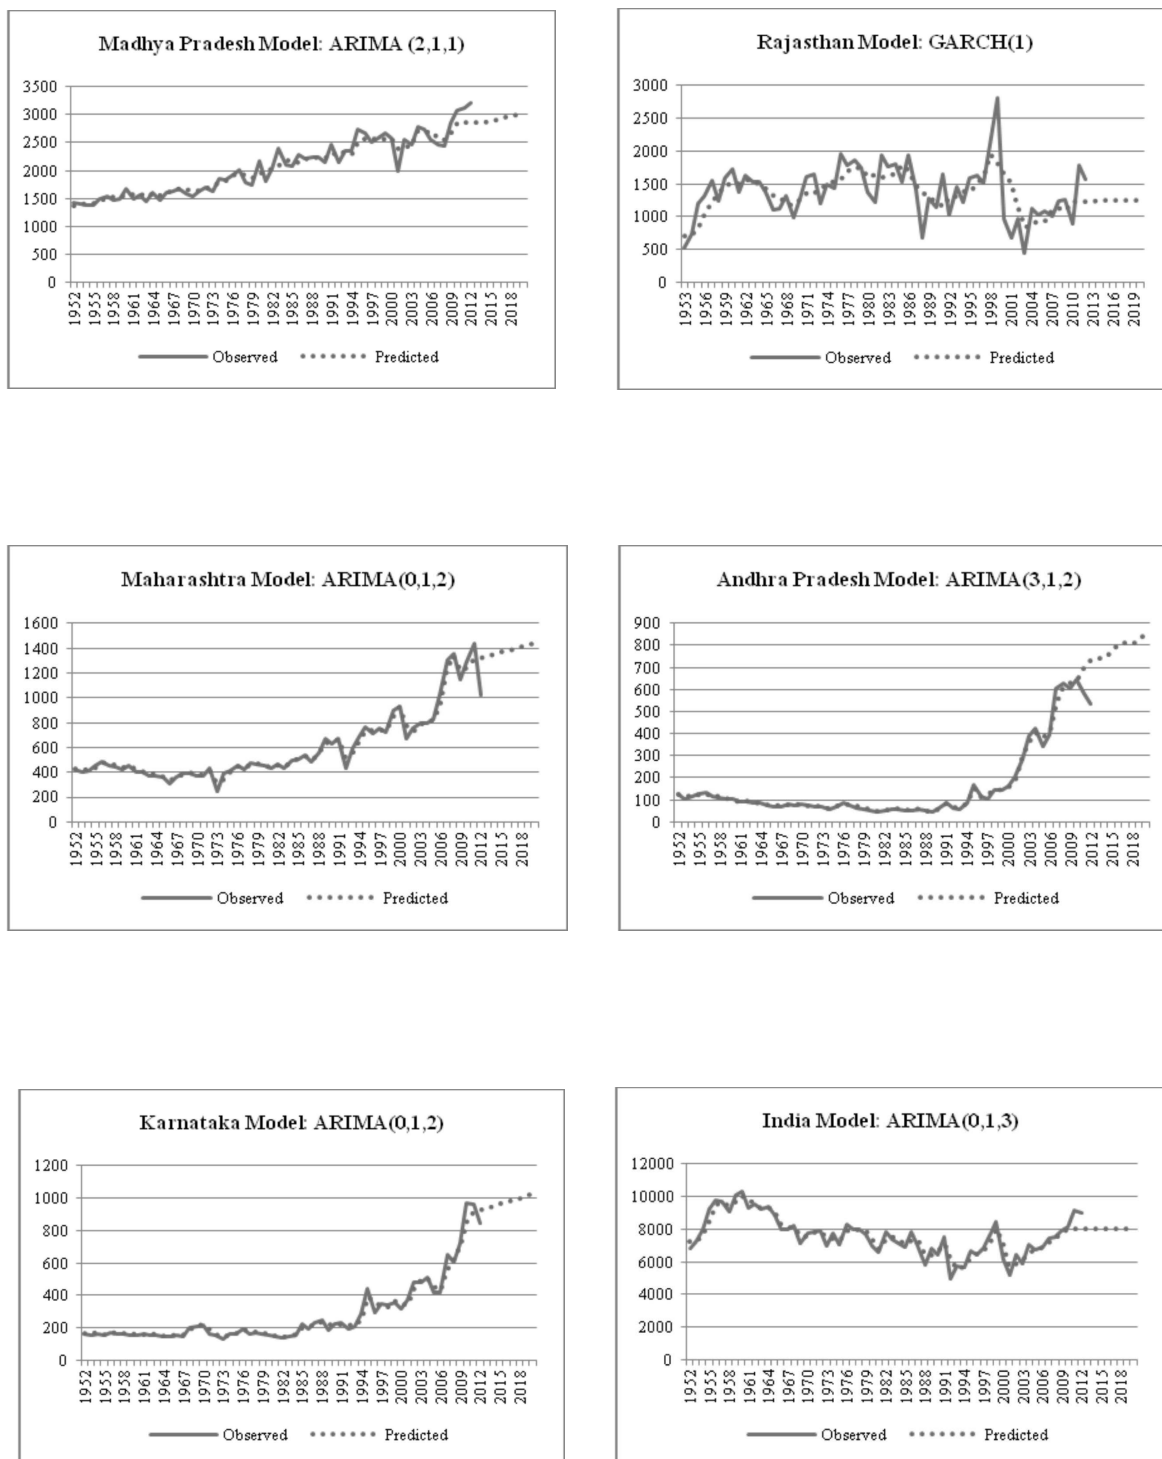 Madhya Pradesh Model: ARIMA (2,1,1)
3500
3000
2500
2000
1500
1000
500
0
1952 1955 1958 1961 1964 1967 1970 1973 1976 1979 1982 1985 1988 1991 1994 1997 2000 2003 2006 2009 2012 2015 2018
Observed Predicted
Rajasthan Model: GARCH(1)
3000
2500
2000
1500
1000
500
0
1953 1956 1959 1962 1965 1968 1971 1974 1977 1980 1983 1986 1989 1992 1995 1998 2001 2004 2007 2010 2013 2016 2019
Observed Predicted
Maharashtra Model: ARIMA(0,1,2)
1600
1400
1200
1000
800
600
400
200
0
1952 1955 1958 1961 1964 1967 1970 1973 1976 1979 1982 1985 1988 1991 1994 1997 2000 2003 2006 2009 2012 2015 2018
Observed Predicted
Andhra Pradesh Model: ARIMA(3,1,2)
900
800
700
600
500
400
300
200
100
0
1952 1955 1958 1961 1964 1967 1970 1973 1976 1979 1982 1985 1988 1991 1994 1997 2000 2003 2006 2009 2012 2015 2018
Observed Predicted
Karnataka Model: ARIMA(0,1,2)
1200
1000
800
600
400
200
0
1952 1955 1958 1961 1964 1967 1970 1973 1976 1979 1982 1985 1988 1991 1994 1997 2000 2003 2006 2009 2012 2015 2018
Observed Predicted
India Model: ARIMA(0,1,3)
12000
10000
8000
6000
4000
2000
0
1952 1955 1958 1961 1964 1967 1970 1973 1976 1979 1982 1985 1988 1991 1994 1997 2000 2003 2006 2009 2012 2015 2018
Observed Predicted